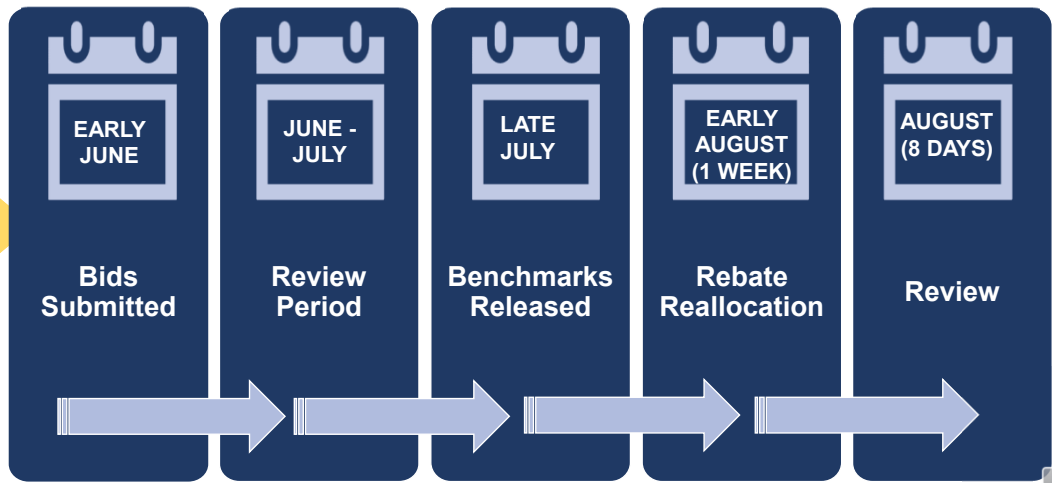 EARLY
JUNE
Bids
Submitted
JUNE -
JULY
Review
Period
LATE
JULY
Benchmarks
Released
EARLY
AUGUST
(1 WEEK)
Rebate
Reallocation
AUGUST
(8 DAYS)
Review